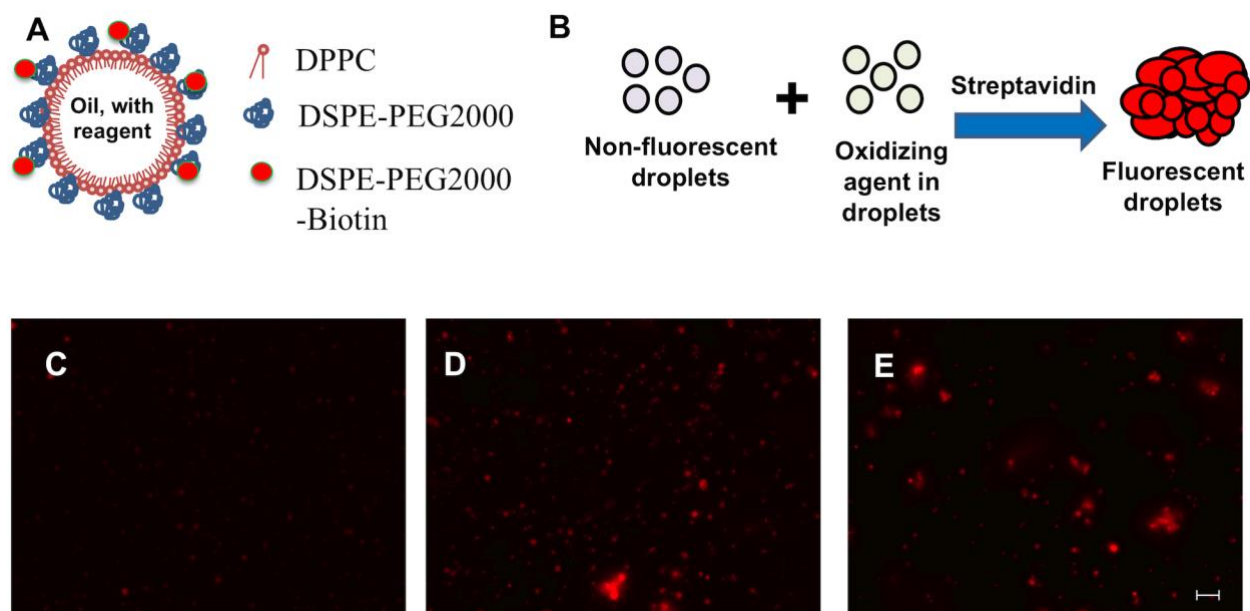 A
Oil, with
reagent
DPPC
DSPE-PEG2000
DSPE-PEG2000
-Biotin
B
Non-fluorescent
droplets
+
Oxidizing
agent in
droplets
Streptavidin
Fluorescent
droplets
C
D
E